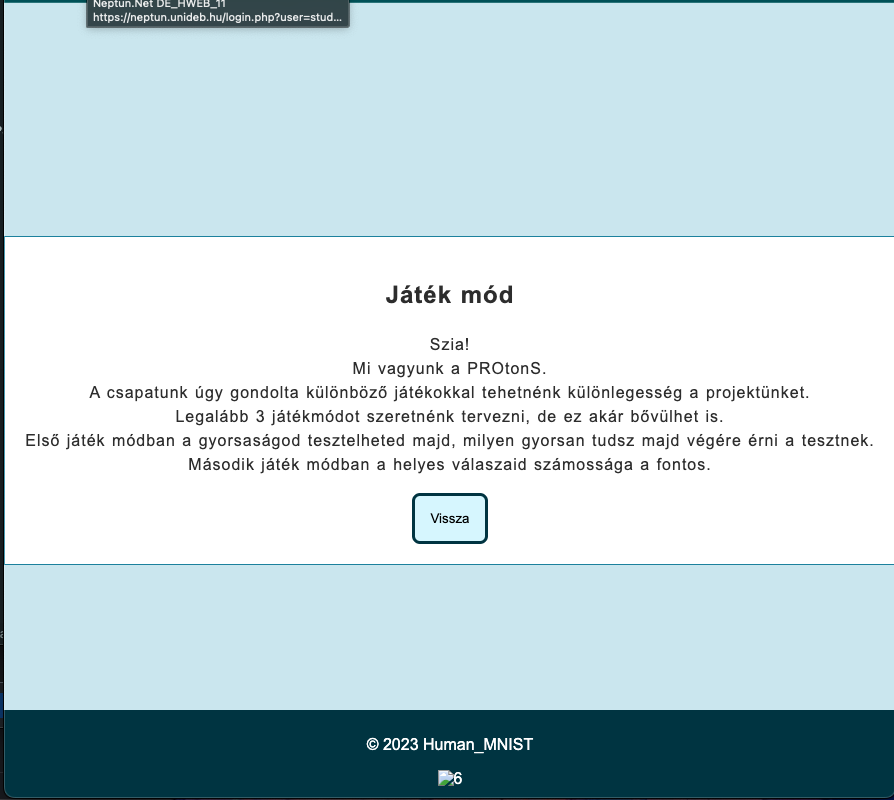 Neptun.Net DE_HWEB_11
https://neptun.unideb.hu/login.php?user=stud...
Játék mód
Szia!
Mi vagyunk a PROtonS.
A csapatunk úgy gondolta különböző játékokkal tehetnénk különlegesség a projektünket.
Legalább 3 játékmódot szeretnénk tervezni, de ez akár bővülhet is.
Első játék módban a gyorsaságod tesztelheted majd, milyen gyorsan tudsz majd végére érni a tesztnek.
Második játék módban a helyes válaszaid számossága a fontos.
Vissza
© 2023 Human_MNIST
6